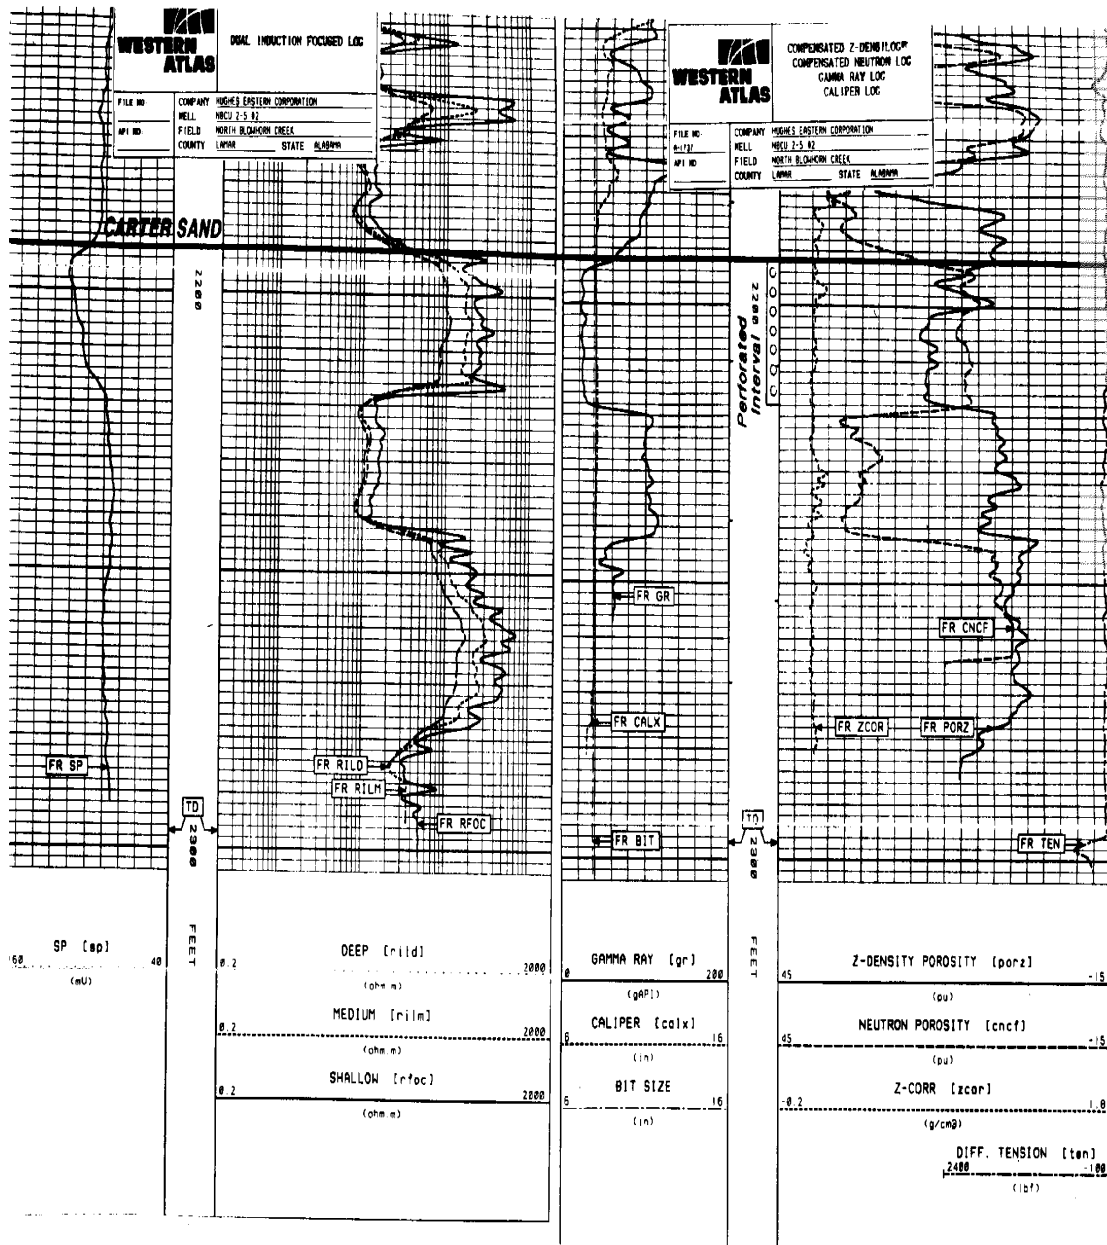 WESTERN
ATLAS
DUAL INDUCTION FOCUSED LOG
FILE NO
API NO
COMPANY HUGHES EASTERN CORPORATION
WELL NBCU 2-5 #2
FIELD NORTH BLOWHORN CREEK
COUNTY LAMAR STATE ALABAMA
WESTERN
ATLAS
COMPENSATED Z-DENSILOG
COMPENSATED NEUTRON LOG
GAMMA RAY LOG
CALIPER LOG
FILE NO.
API NO
COMPANY HUGHES EASTERN CORPORATION
WELL NBCU 2-5 #2
FIELD NORTH BLOWHORN CREEK
COUNTY LAMAR STATE ALABAMA
CARTER SAND
2200
2200
Perforated
Interval
FR GR
FR CNCF
FR CALX
FR ZCOR
FR PORZ
FR SP
FR RILD
FR RILM
FR RFOC
TD
2300
FR BIT
TD
2300
FR TEN
FEET
FEET
SP [sp]
160 40
(mV)
DEEP [rild]
0.2 2000
(ohm.m)
MEDIUM [rilm]
0.2 2000
(ohm.m)
SHALLOW [rfoc]
0.2 2000
(ohm.m)
GAMMA RAY [gr]
0 200
(gAPI)
CALIPER [calx]
6 16
(in)
BIT SIZE
6 16
(in)
Z-DENSITY POROSITY [porz]
45 -15
(pu)
NEUTRON POROSITY [cncf]
45 -15
(pu)
Z-CORR [zcor]
-0.2 1.8
(g/cm3)
DIFF. TENSION [ten]
2400 -100
(lbf)